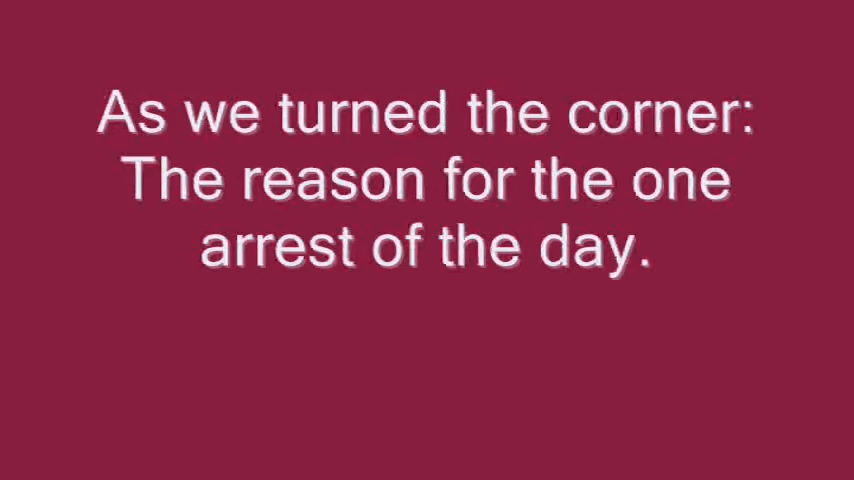 As we turned the corner:
The reason for the one
arrest of the day.